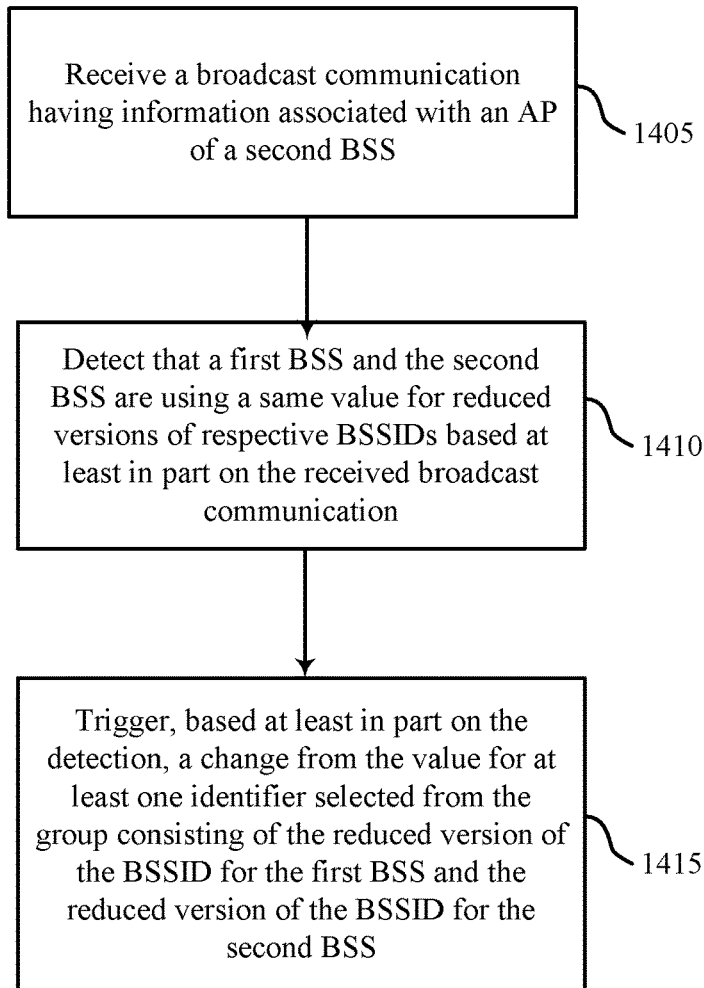 Receive a broadcast communication
having information associated with an AP
of a second BSS
1405
Detect that a first BSS and the second
BSS are using a same value for reduced
versions of respective BSSIDs based at
least in part on the received broadcast
communication
1410
Trigger, based at least in part on the
detection, a change from the value for at
least one identifier selected from the
group consisting of the reduced version of
the BSSID for the first BSS and the
reduced version of the BSSID for the
second BSS
1415